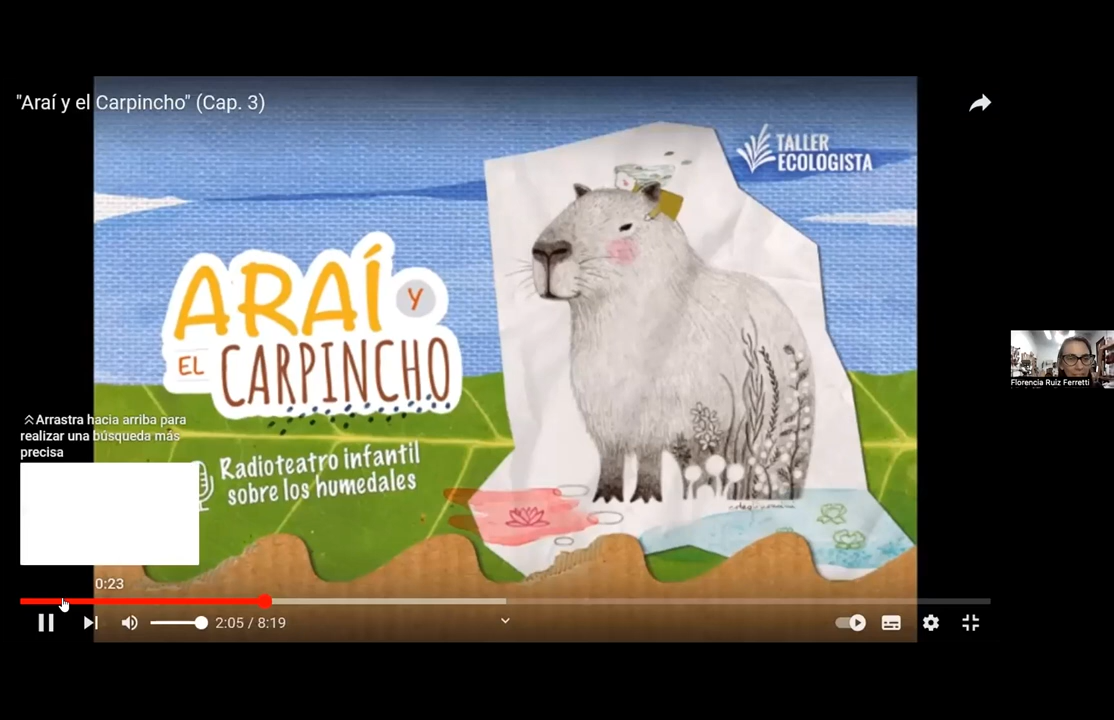 "Araí y el Carpincho" (Cap. 3)
TALLER
ECOLOGISTA
ARAÍ Y
EL CARPINCHO
Radioteatro infantil
sobre los humedales
Arrastra hacia arriba para
realizar una búsqueda más
precisa
0:23
2:05 / 8:19
Florencia Ruiz Ferretti